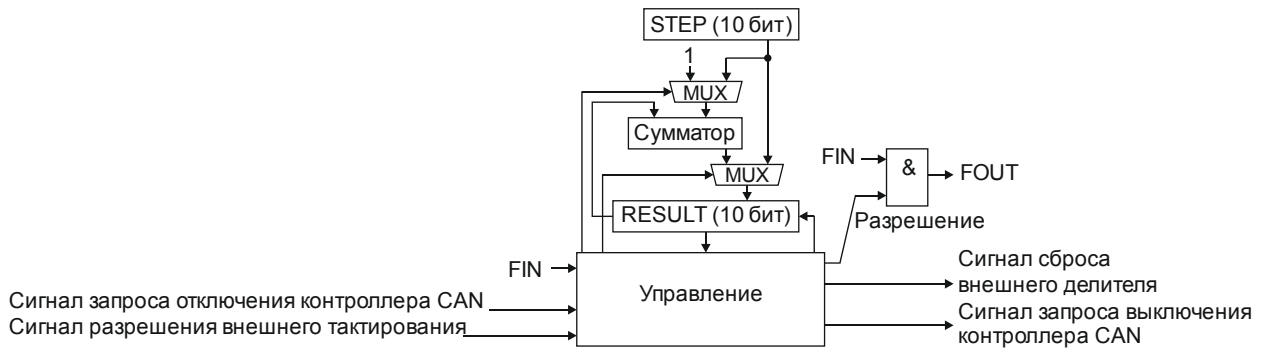 STEP (10 бит)
1
MUX
Сумматор
MUX
RESULT (10 бит)
FIN
&
FOUT
Разрешение
FIN
Управление
Сигнал запроса отключения контроллера CAN
Сигнал разрешения внешнего тактирования
Сигнал сброса
внешнего делителя
Сигнал запроса выключения
контроллера CAN